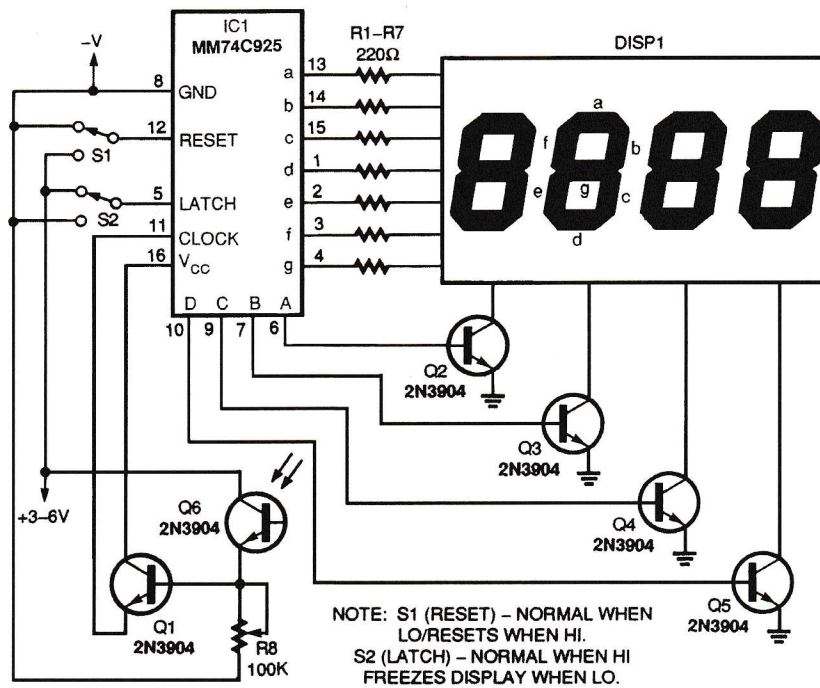 IC1
MM74C925
R1–R7
220Ω
DISP1
–V
8
GND
a
13
b
14
12
RESET
c
15
S1
d
1
5
LATCH
e
2
S2
11
CLOCK
f
3
16
VCC
g
4
D
C
B
A
10
9
7
6
a
f
b
g
e
c
d
Q2
2N3904
Q3
2N3904
Q4
2N3904
Q5
2N3904
+3–6V
Q6
2N3904
Q1
2N3904
R8
100K
NOTE: S1 (RESET) – NORMAL WHEN
LO/RESETS WHEN HI.
S2 (LATCH) – NORMAL WHEN HI
FREEZES DISPLAY WHEN LO.